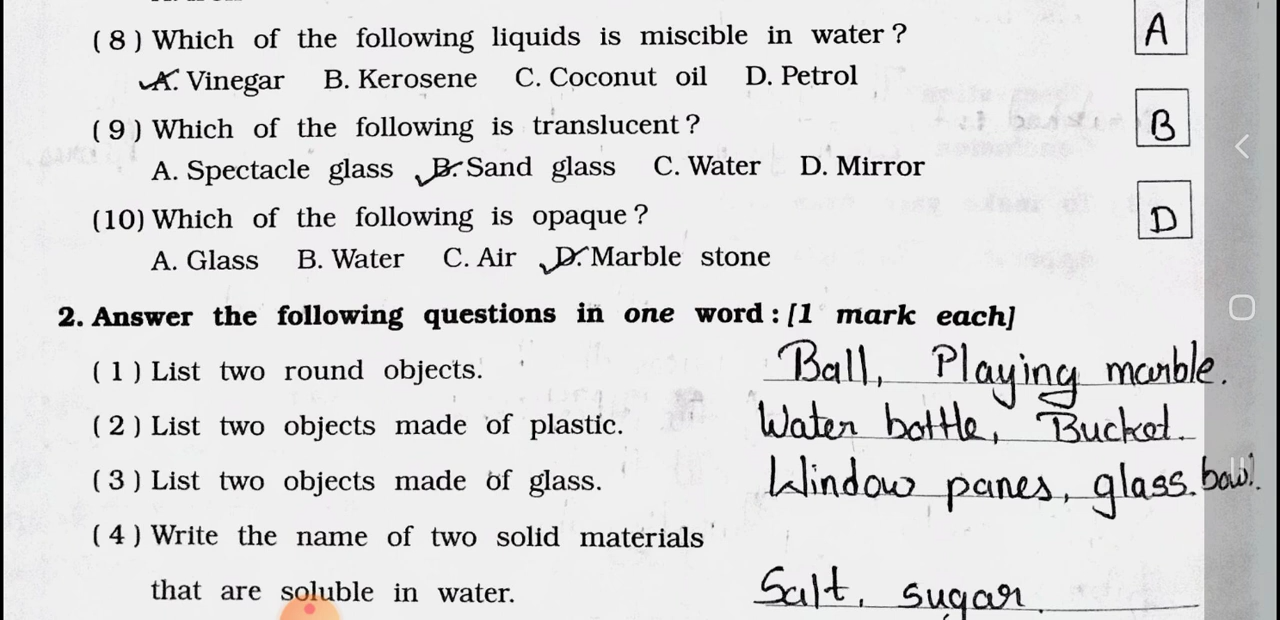 (8) Which of the following liquids is miscible in water? A
A. Vinegar B. Kerosene C. Coconut oil D. Petrol
(9) Which of the following is translucent? B
A. Spectacle glass B. Sand glass C. Water D. Mirror
(10) Which of the following is opaque? D
A. Glass B. Water C. Air D. Marble stone
2. Answer the following questions in one word : [1 mark each]
(1) List two round objects. Ball, Playing marble.
(2) List two objects made of plastic. Water bottle, Bucket.
(3) List two objects made of glass. Window panes, glass bowl.
(4) Write the name of two solid materials
that are soluble in water. Salt, sugar.